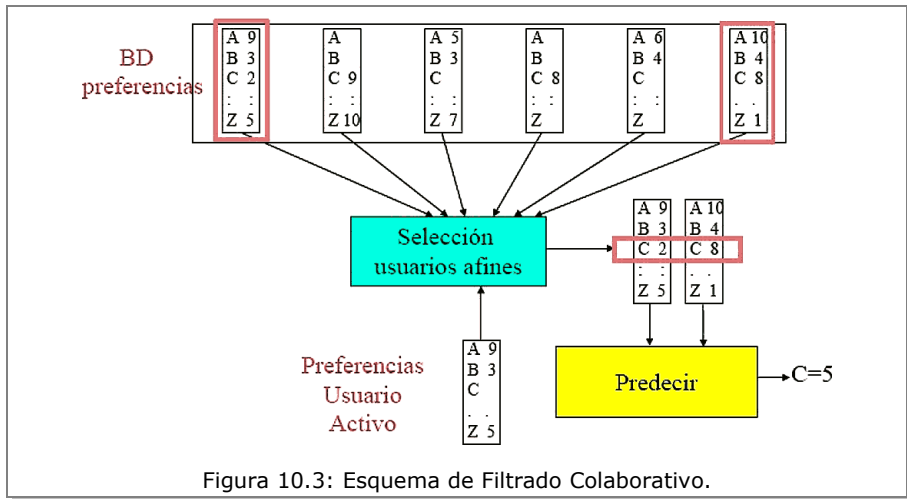 BD
preferencias
A 9
B 3
C 2
: :
Z 5
A
B
C 9
: :
Z 10
A 5
B 3
C
: :
Z 7
A
B
C 8
: :
Z
A 6
B 4
C
: :
Z
A 10
B 4
C 8
. .
Z 1
Selección
usuarios afines
A 9
B 3
C 2
: :
Z 5
A 10
B 4
C 8
. .
Z 1
Preferencias
Usuario
Activo
A 9
B 3
C
. .
Z 5
Predecir
C=5
Figura 10.3: Esquema de Filtrado Colaborativo.